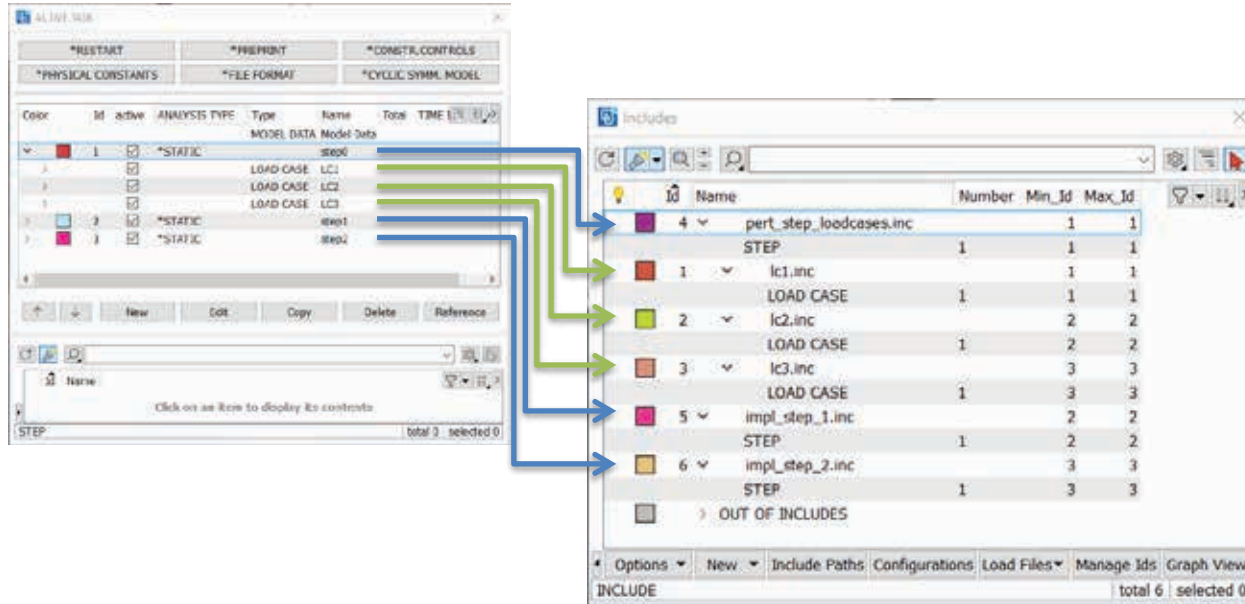 *RESTART *PREPRINT *CONSTR.CONTROLS
*PHYSICAL CONSTANTS *FILE FORMAT *CYCLIC SYMM. MODEL
Color Id active ANALYSIS TYPE Type Name Total TIME
MODEL DATA Model Data
1 *STATIC step0
LOAD CASE LC1
LOAD CASE LC2
LOAD CASE LC3
2 *STATIC step1
3 *STATIC step2
New Edit Copy Delete Reference
Id Name
Click on an item to display its contents
STEP total 3 selected 0
Includes
Id Name Number Min_Id Max_Id
4 pert_step_loadcases.inc 1 1
STEP 1 1 1
1 lc1.inc 1 1
LOAD CASE 1 1 1
2 lc2.inc 2 2
LOAD CASE 1 2 2
3 lc3.inc 3 3
LOAD CASE 1 3 3
5 impl_step_1.inc 2 2
STEP 1 2 2
6 impl_step_2.inc 3 3
STEP 1 3 3
OUT OF INCLUDES
Options New Include Paths Configurations Load Files Manage Ids Graph View
INCLUDE total 6 selected 0